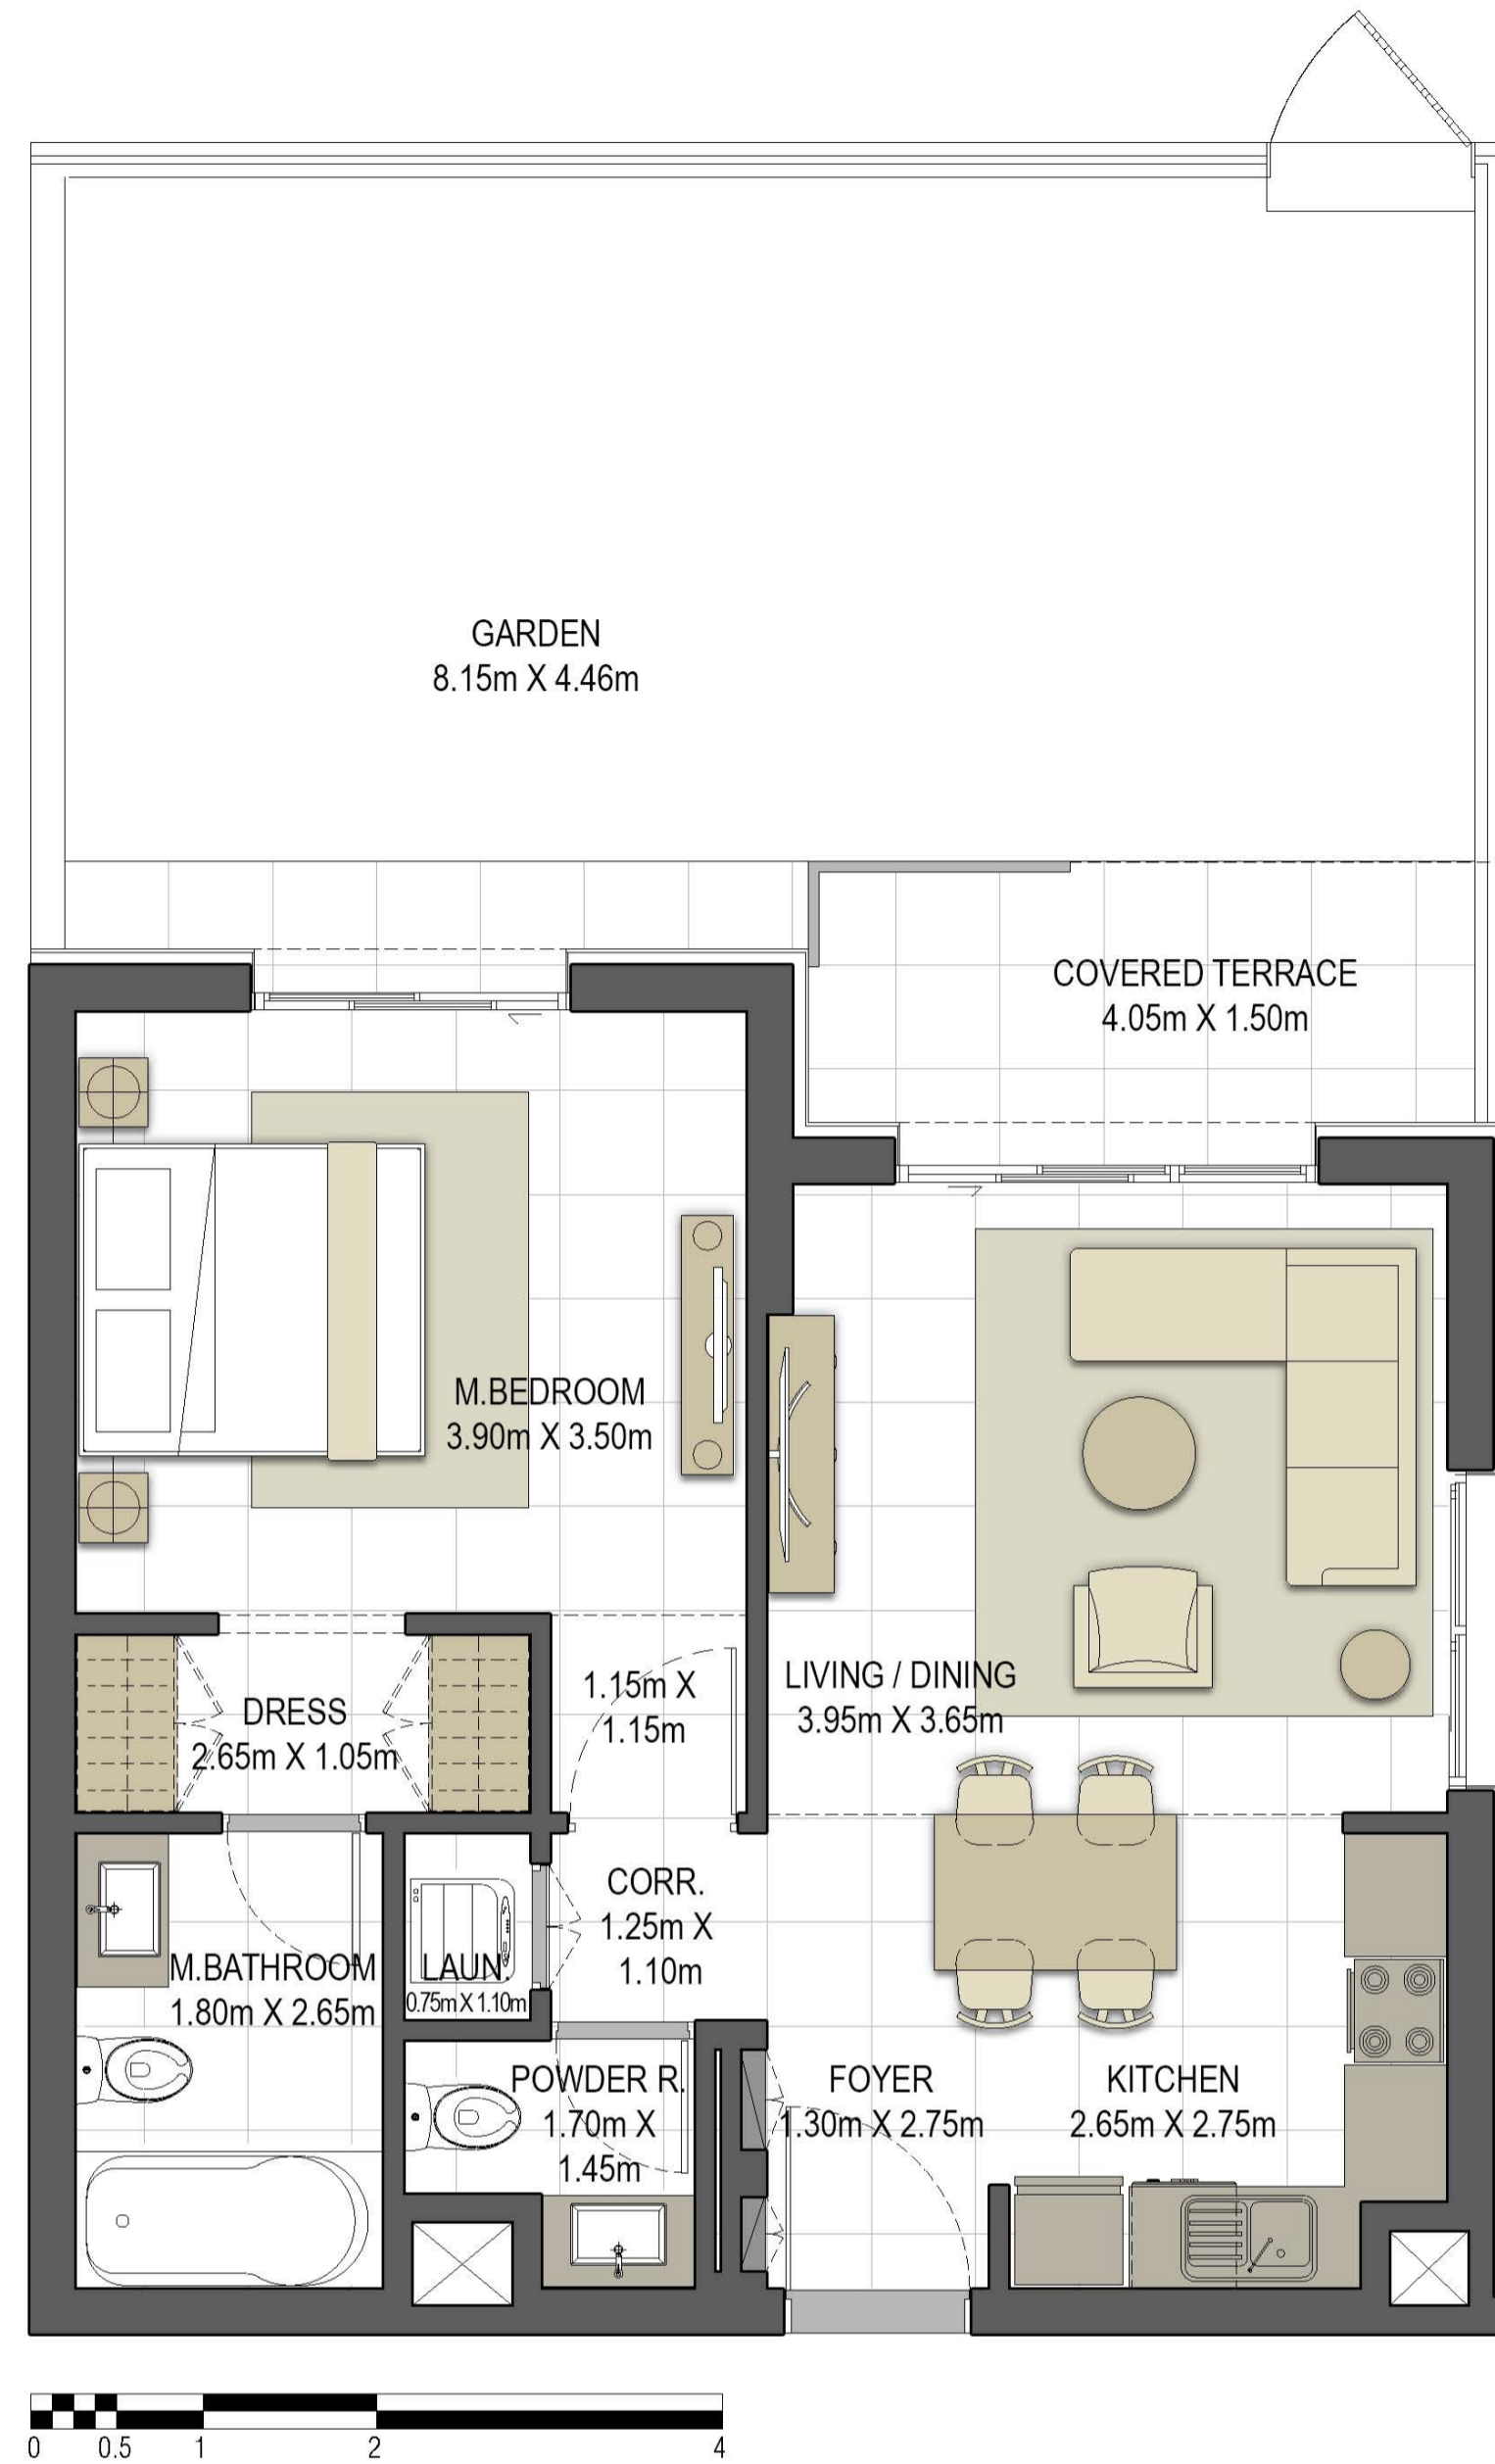 GARDEN
8.15m X 4.46m
COVERED TERRACE
4.05m X 1.50m
M.BEDROOM
3.90m X 3.50m
LIVING / DINING
3.95m X 3.65m
1.15m X
1.15m
DRESS
2.65m X 1.05m
CORR.
1.25m X
1.10m
M.BATHROOM
1.80m X 2.65m
LAUN.
0.75m X 1.10m
POWDER R.
1.70m X
1.45m
FOYER
1.30m X 2.75m
KITCHEN
2.65m X 2.75m
0 0.5 1 2 4